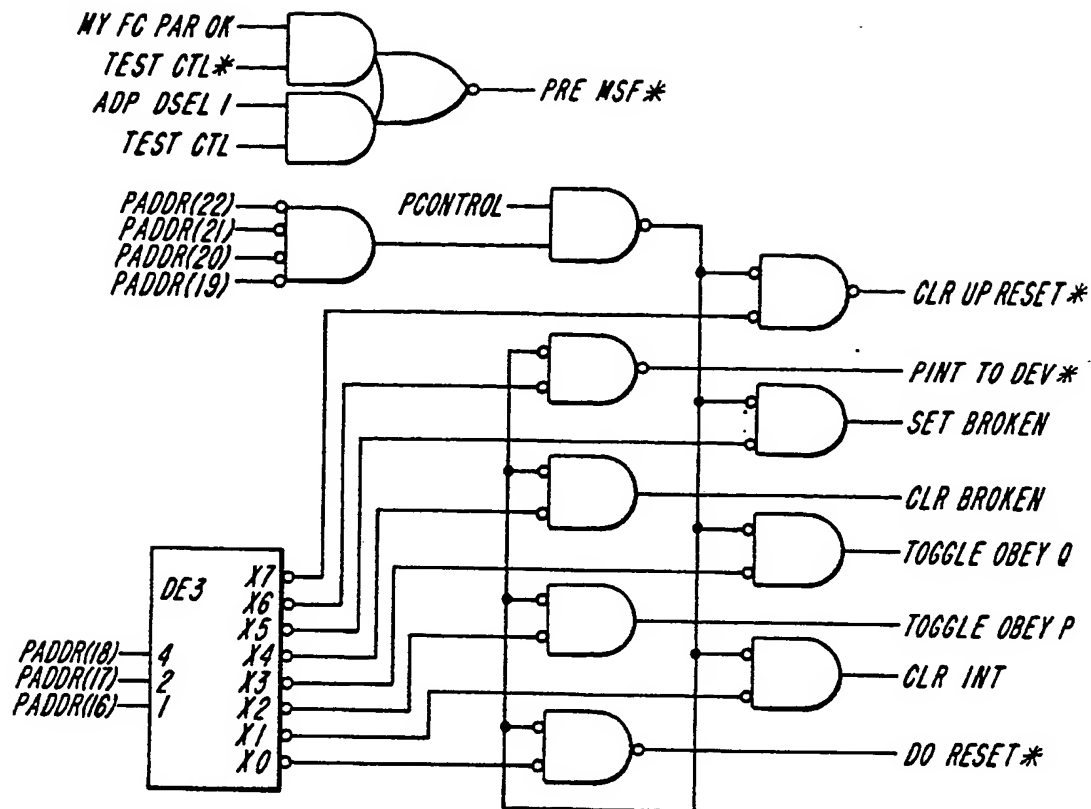 MY FC PAR OK
TEST CTL*
ADP DSEL 1
TEST CTL
PRE MSF*
PADDR(22)
PADDR(21)
PADDR(20)
PADDR(19)
PCONTROL
CLR UP RESET*
PINT TO DEV*
SET BROKEN
CLR BROKEN
TOGGLE OBEY Q
TOGGLE OBEY P
CLR INT
DO RESET*
DE3
X7
X6
X5
X4
X3
X2
X1
X0
PADDR(18) 4
PADDR(17) 2
PADDR(16) 1